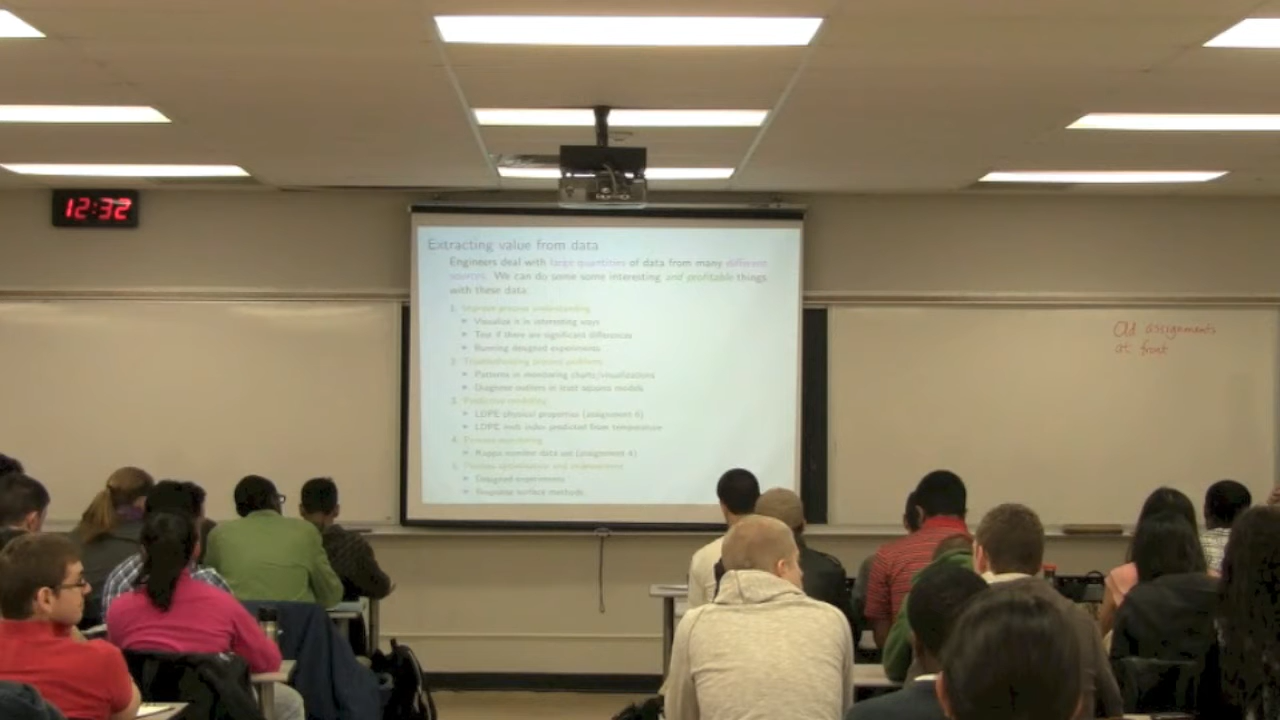 12:32
Extracting value from data
Engineers deal with large quantities of data from many different
sources. We can do some some interesting and profitable things
with these data:
1. Improve process understanding
Visualize it in interesting ways
Test if there are significant differences
Running designed experiments
2. Troubleshooting process problems
Patterns in monitoring charts/visualizations
Diagnose outliers in least squares models
3. Predictive modelling
LDPE physical properties (assignment 6)
LDPE melt index predicted from temperature
4. Process monitoring
Kappa number data set (assignment 4)
5. Process optimization and
Designed experiments
Response surface methods
Old assignments
at front